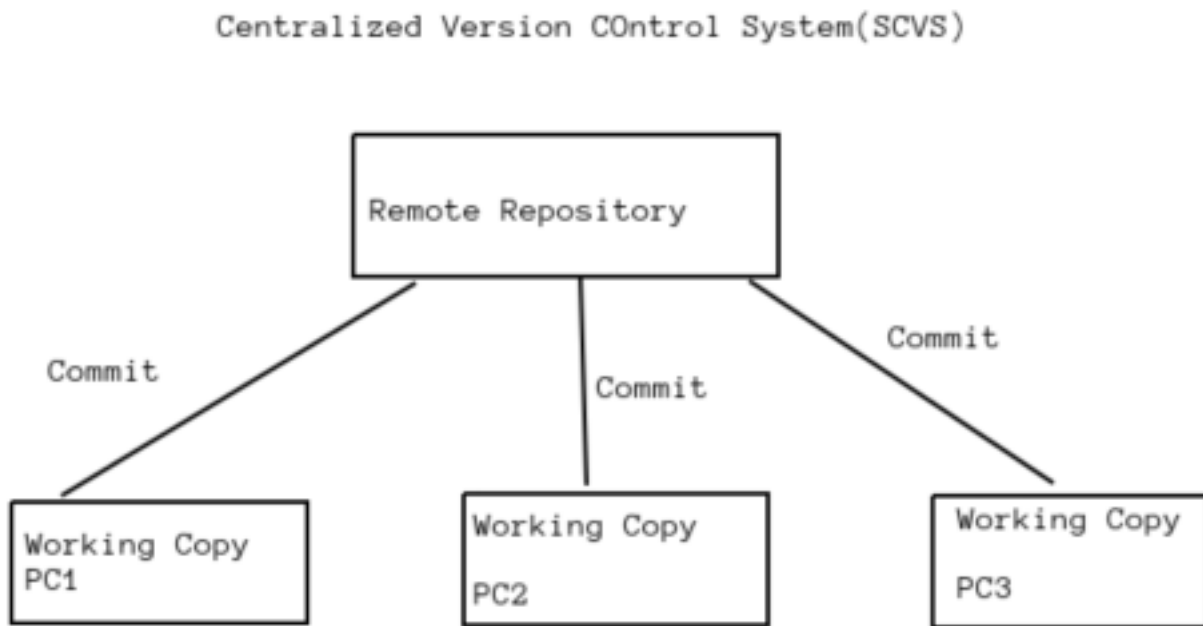 Centralized Version COntrol System(SCVS)
Remote Repository
Commit
Commit
Commit
Working Copy
PC1
Working Copy
PC2
Working Copy
PC3